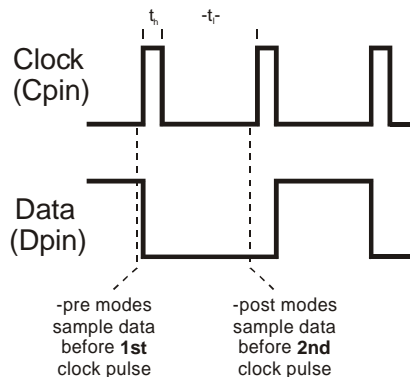 th
-tl-
Clock
(Cpin)
Data
(Dpin)
-pre modes
sample data
before 1st
clock pulse
-post modes
sample data
before 2nd
clock pulse